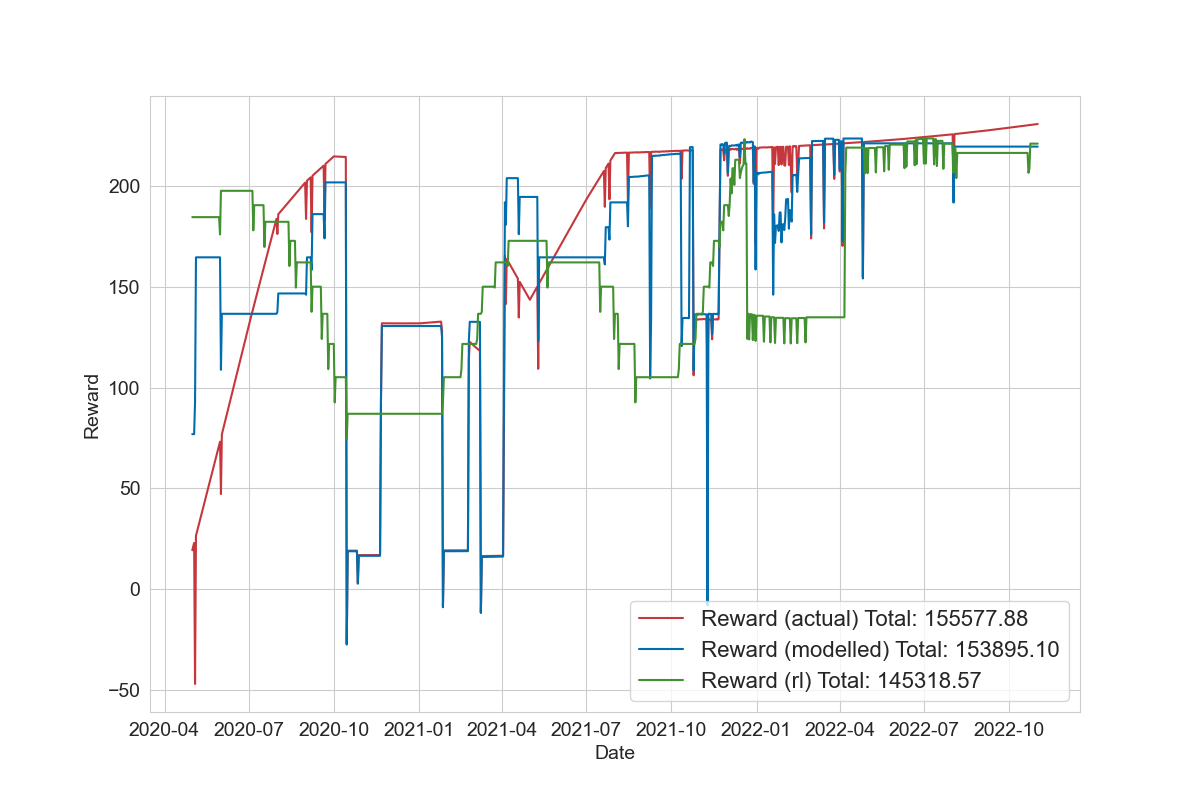 200
150
100
50
0
−50
Reward
Reward (actual) Total: 155577.88
Reward (modelled) Total: 153895.10
Reward (rl) Total: 145318.57
2020-04 2020-07 2020-10 2021-01 2021-04 2021-07 2021-10 2022-01 2022-04 2022-07 2022-10
Date